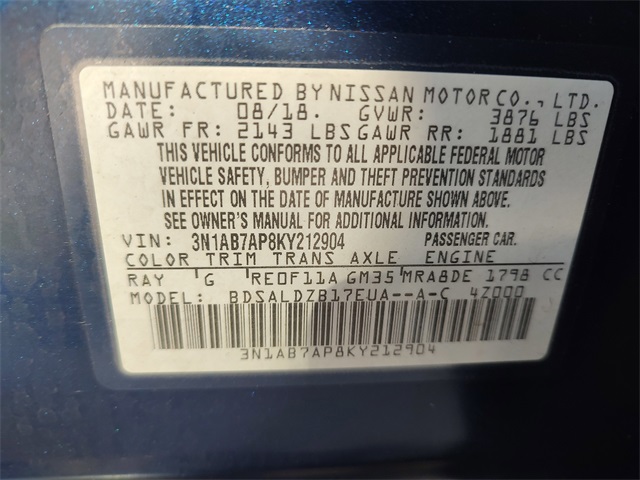 MANUFACTURED BY NISSAN MOTOR CO., LTD.
DATE: 08/18. GVWR: 3876 LBS
GAWR FR: 2143 LBS GAWR RR: 1881 LBS
THIS VEHICLE CONFORMS TO ALL APPLICABLE FEDERAL MOTOR
VEHICLE SAFETY, BUMPER AND THEFT PREVENTION STANDARDS
IN EFFECT ON THE DATE OF MANUFACTURE SHOWN ABOVE.
SEE OWNER'S MANUAL FOR ADDITIONAL INFORMATION.
VIN: 3N1AB7AP8KY212904 PASSENGER CAR.
COLOR TRIM TRANS AXLE ENGINE
RAY G RE0F11A GM35 MRA8DE 1798 CC
MODEL: BDSALDZB17EUA--A-C 4Z000
3N1AB7AP8KY212904